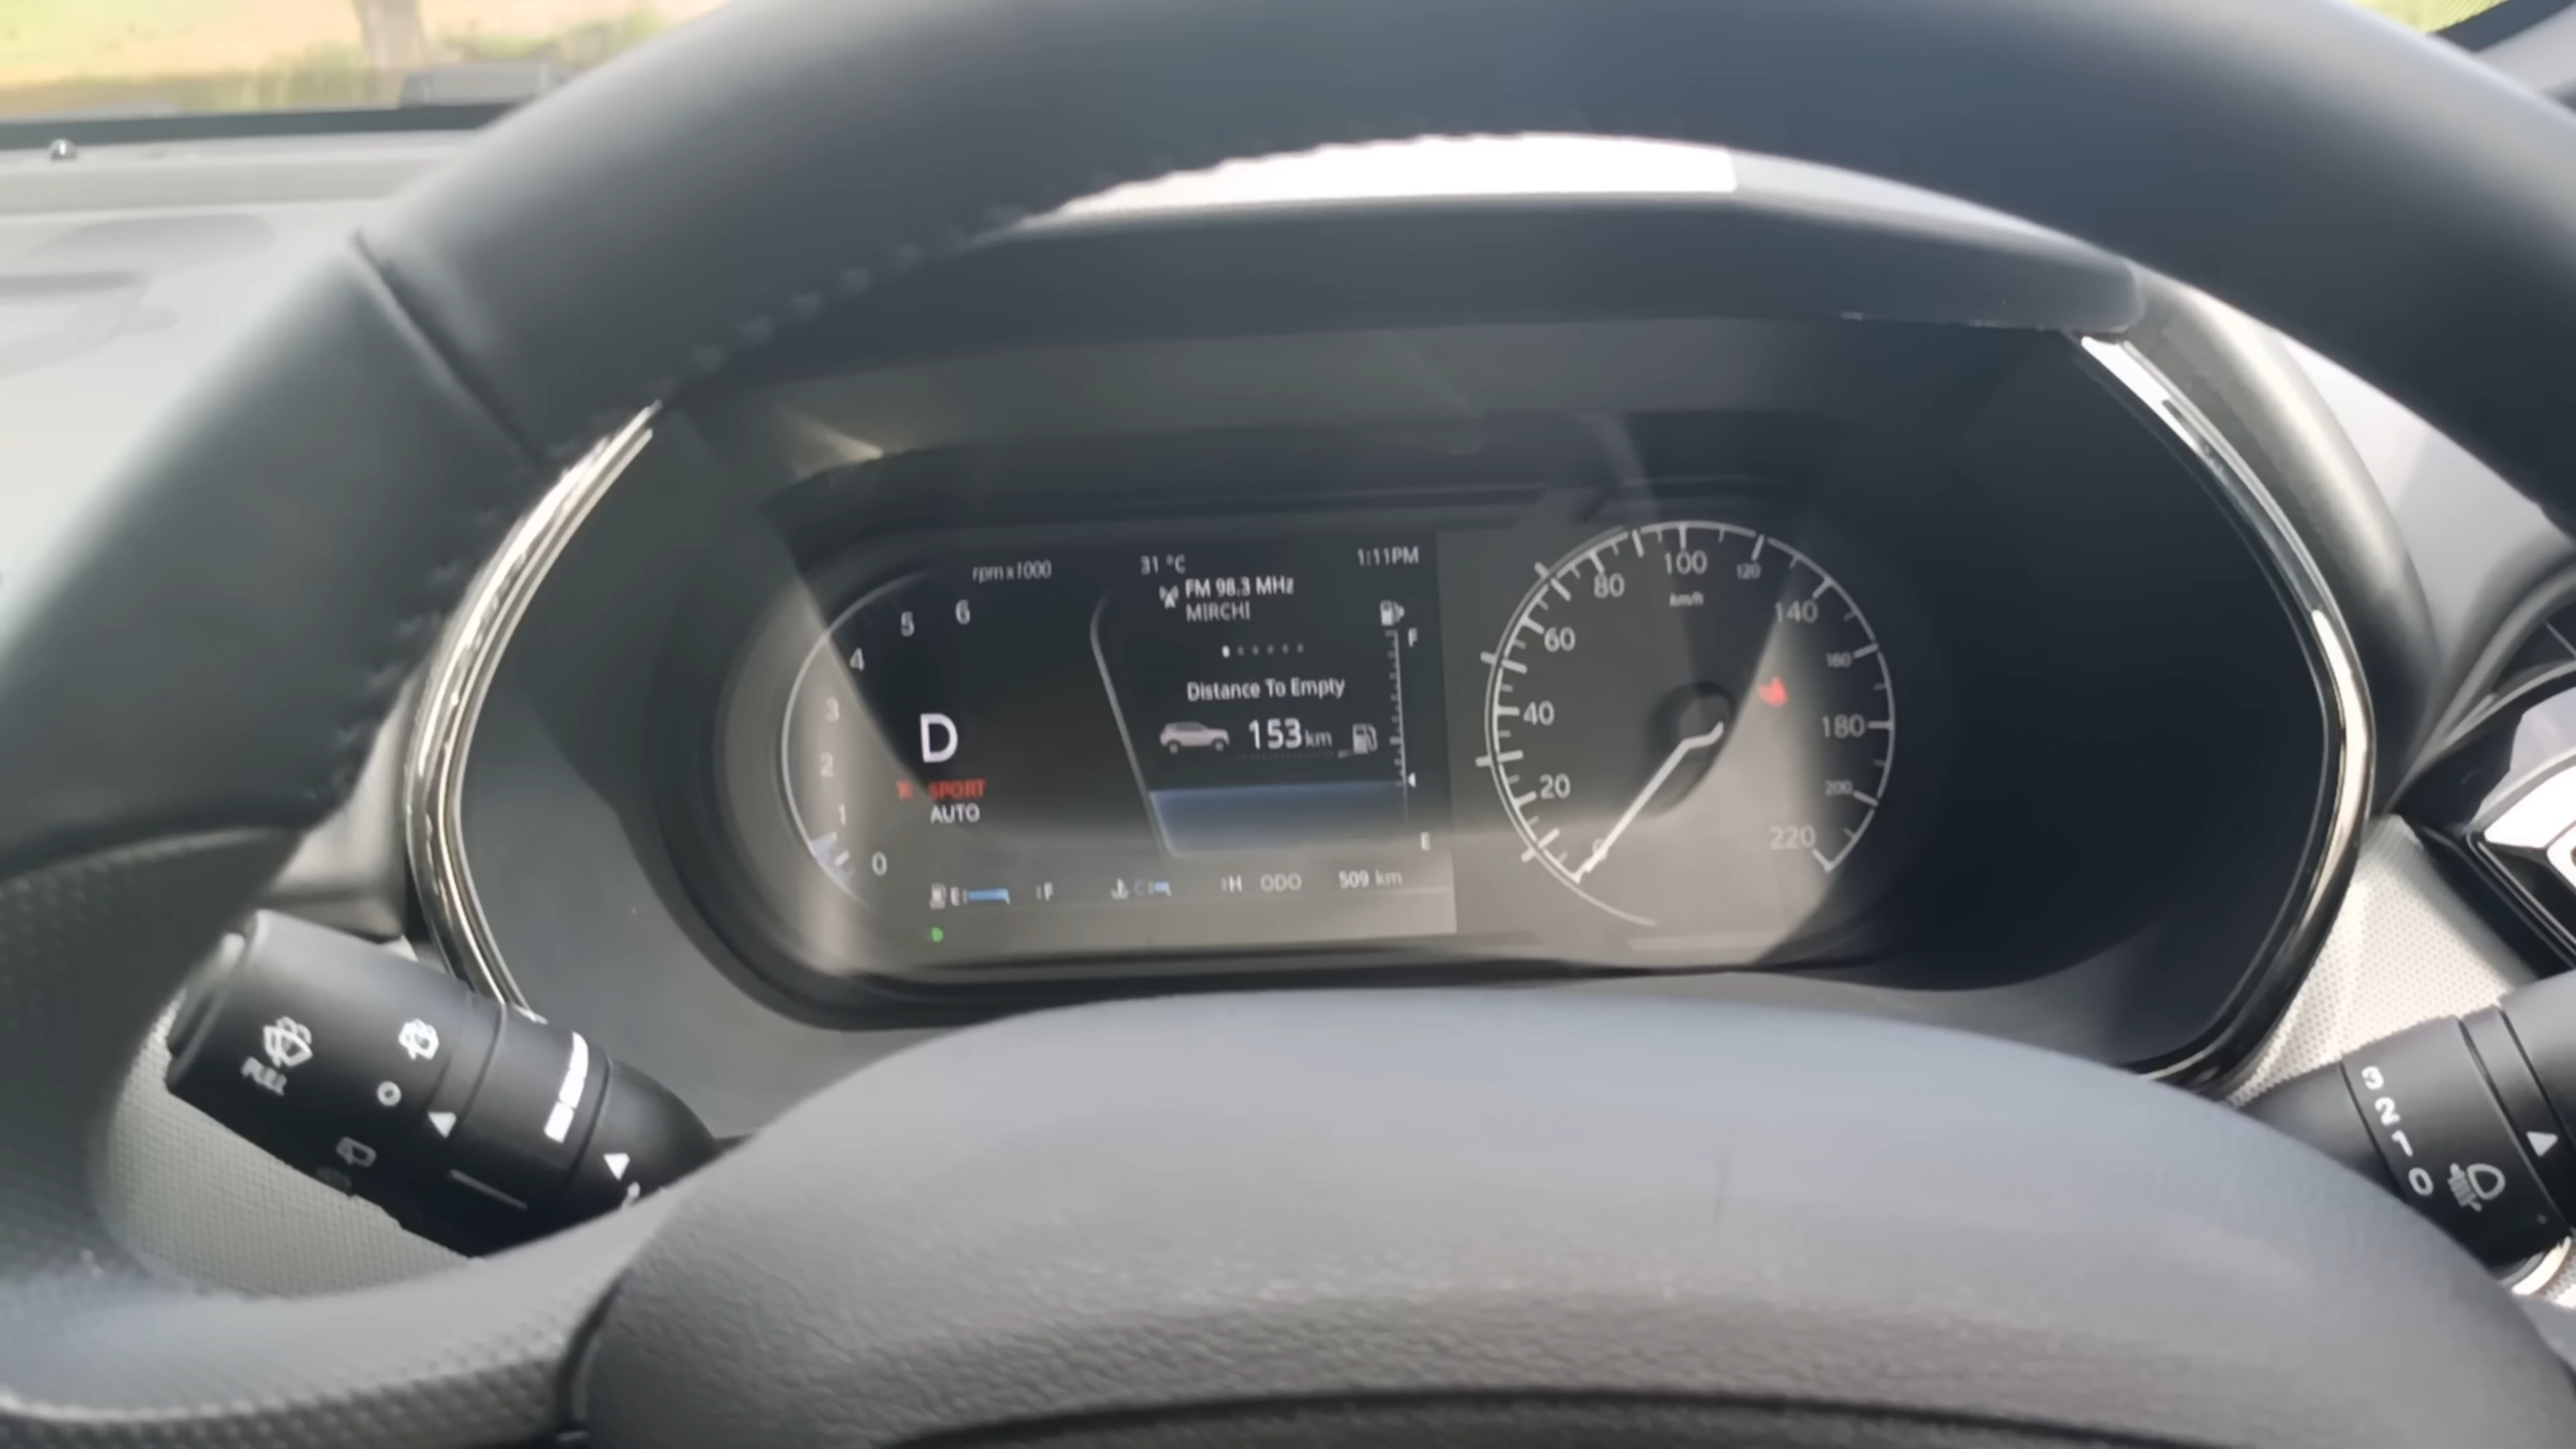 rpm x1000
31 °C
1:11PM
FM 98.3 MHz
MIRCHI
6
5
4
3
2
1
0
D
SPORT
AUTO
Distance To Empty
153 km
F
E
E F
C H
ODO 509 km
20
40
60
80
100
120
140
160
180
200
220
km/h
PULL
O
3
2
1
0